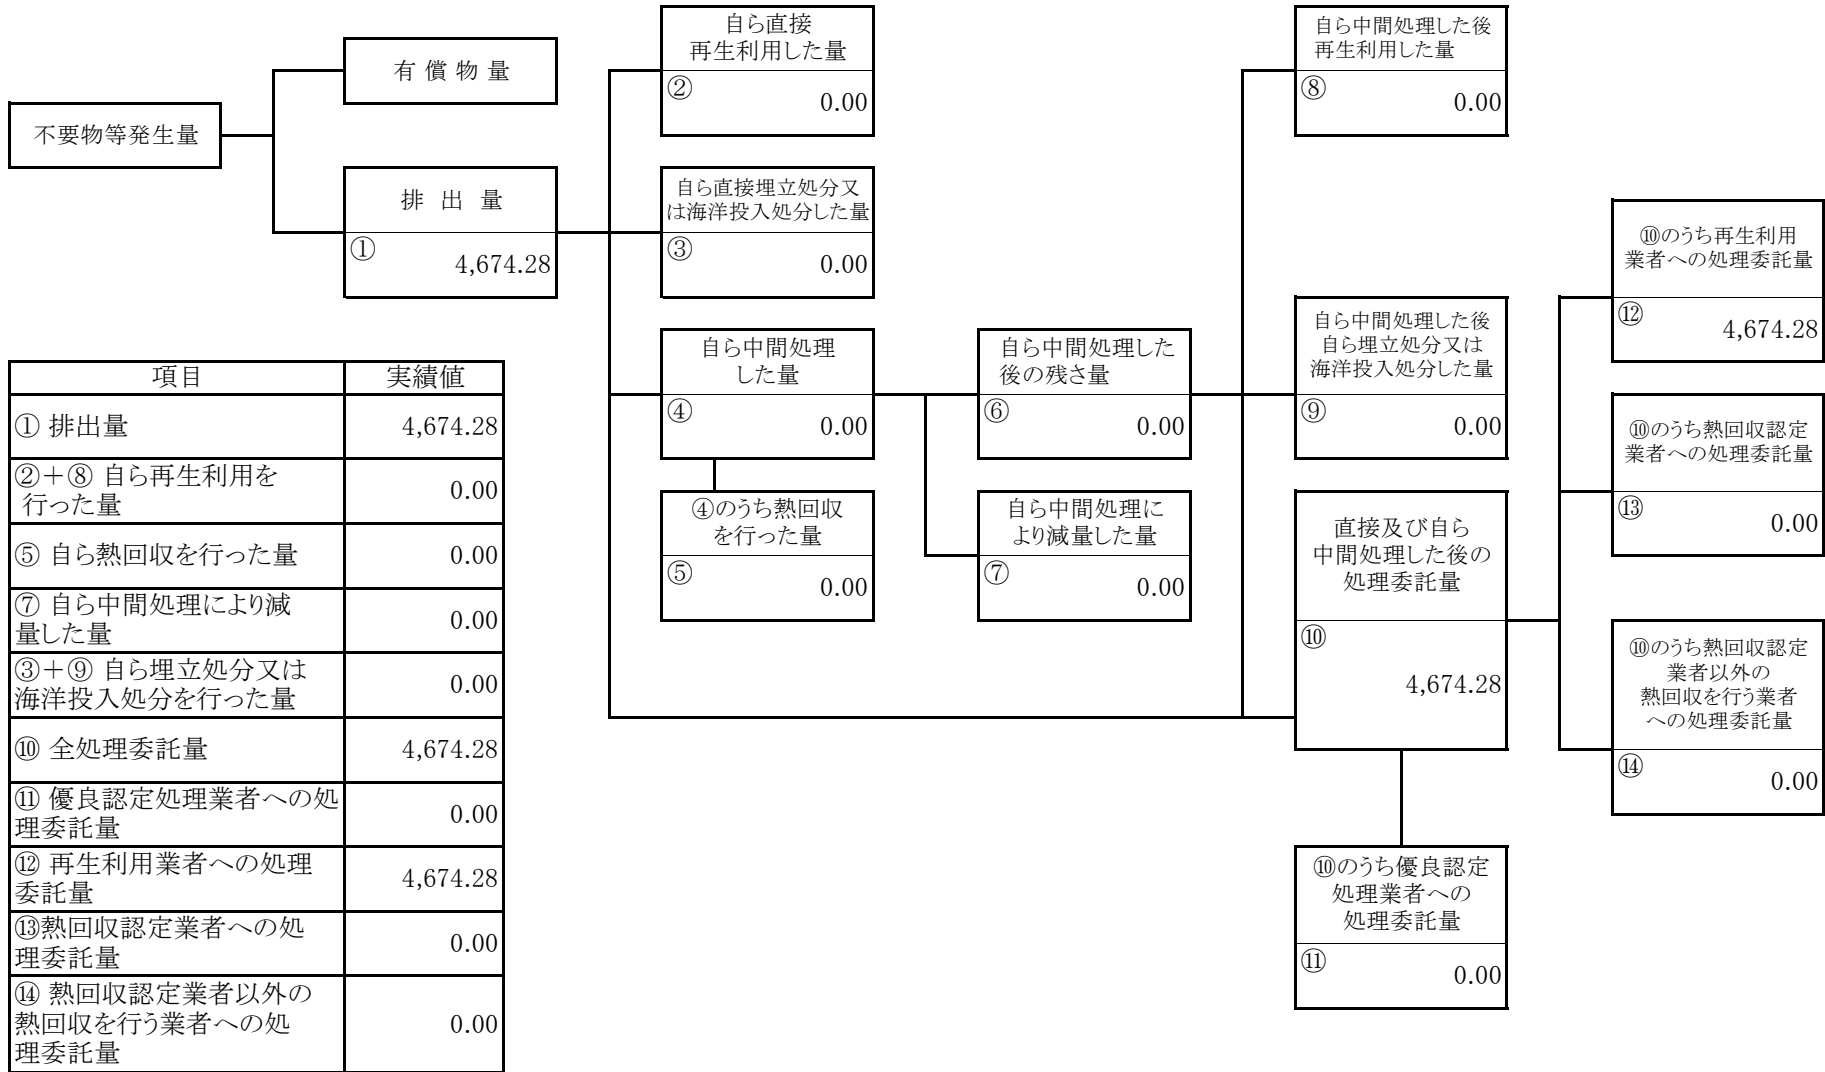 不要物等発生量
有 償 物 量
排 出 量
①
4,674.28
自ら直接
再生利用した量
②
0.00
自ら直接埋立処分又
は海洋投入処分した量
③
0.00
自ら中間処理
した量
④
0.00
④のうち熱回収
を行った量
⑤
0.00
自ら中間処理した
後の残さ量
⑥
0.00
自ら中間処理に
より減量した量
⑦
0.00
自ら中間処理した後
再生利用した量
⑧
0.00
自ら中間処理した後
自ら埋立処分又は
海洋投入処分した量
⑨
0.00
直接及び自ら
中間処理した後の
処理委託量
⑩
4,674.28
⑩のうち優良認定
処理業者への
処理委託量
⑪
0.00
⑩のうち再生利用
業者への処理委託量
⑫
4,674.28
⑩のうち熱回収認定
業者への処理委託量
⑬
0.00
⑩のうち熱回収認定
業者以外の
熱回収を行う業者
への処理委託量
⑭
0.00
項目 実績値
① 排出量 4,674.28
②＋⑧ 自ら再生利用を
行った量 0.00
⑤ 自ら熱回収を行った量 0.00
⑦ 自ら中間処理により減
量した量 0.00
③＋⑨ 自ら埋立処分又は
海洋投入処分を行った量 0.00
⑩ 全処理委託量 4,674.28
⑪ 優良認定処理業者への処
理委託量 0.00
⑫ 再生利用業者への処理
委託量 4,674.28
⑬熱回収認定業者への処
理委託量 0.00
⑭ 熱回収認定業者以外の
熱回収を行う業者への処
理委託量 0.00